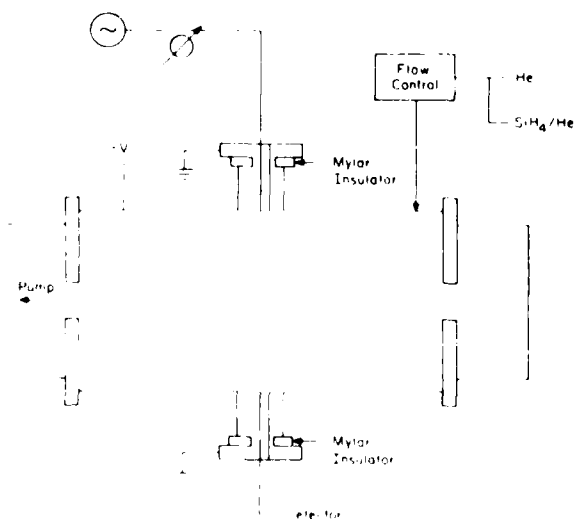 Flow
Control
He
SiH4/He
V
Mylar
Insulator
Pump
Mylar
Insulator